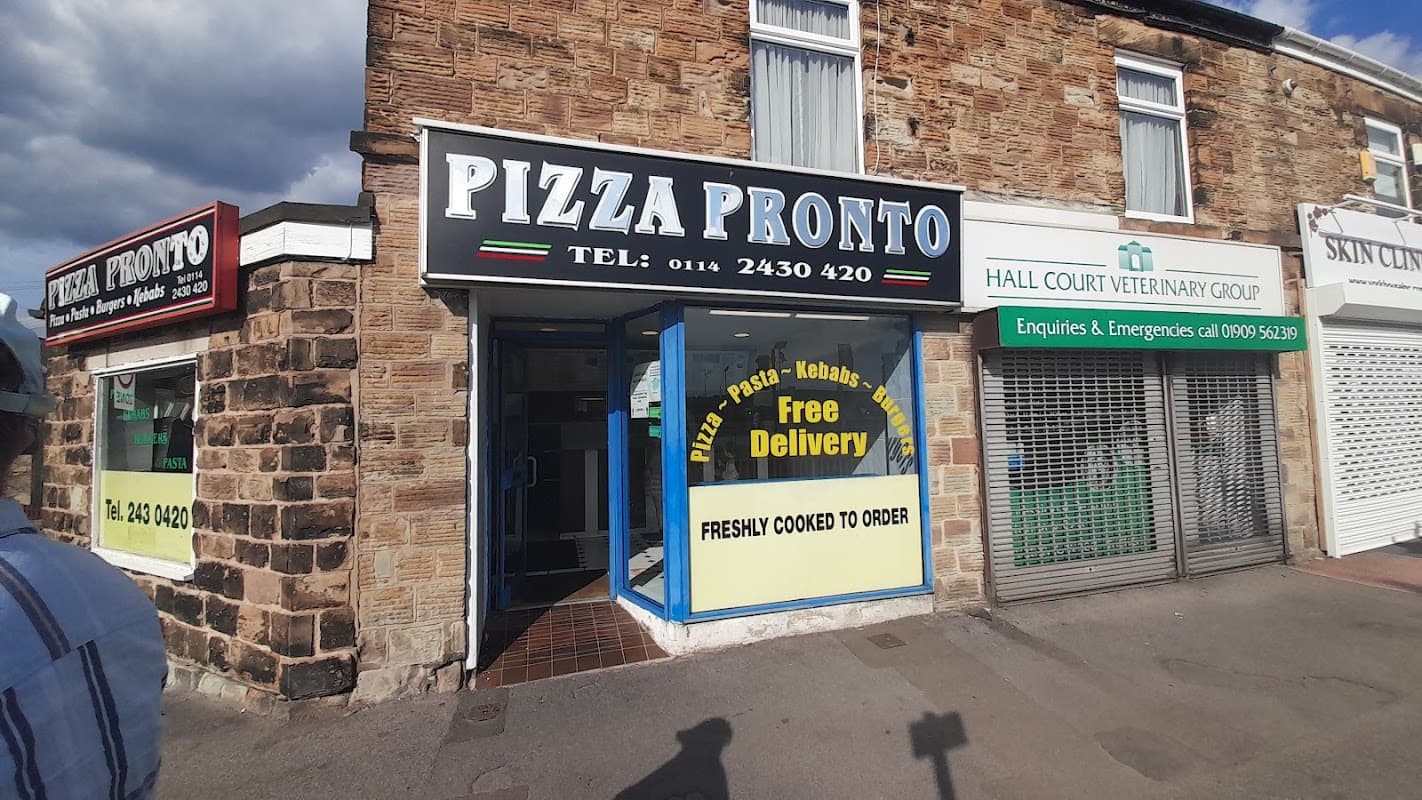 PIZZA PRONTO
Tel 0114
2430 420
Pizza • Pasta • Burgers • Kebabs
KEBABS
BURGERS
PASTA
Tel. 243 0420
PIZZA PRONTO
TEL: 0114 2430 420
Pizza ~ Pasta ~ Kebabs ~ Burgers
Free
Delivery
FRESHLY COOKED TO ORDER
HALL COURT VETERINARY GROUP
Enquiries & Emergencies call 01909 562319
SKIN